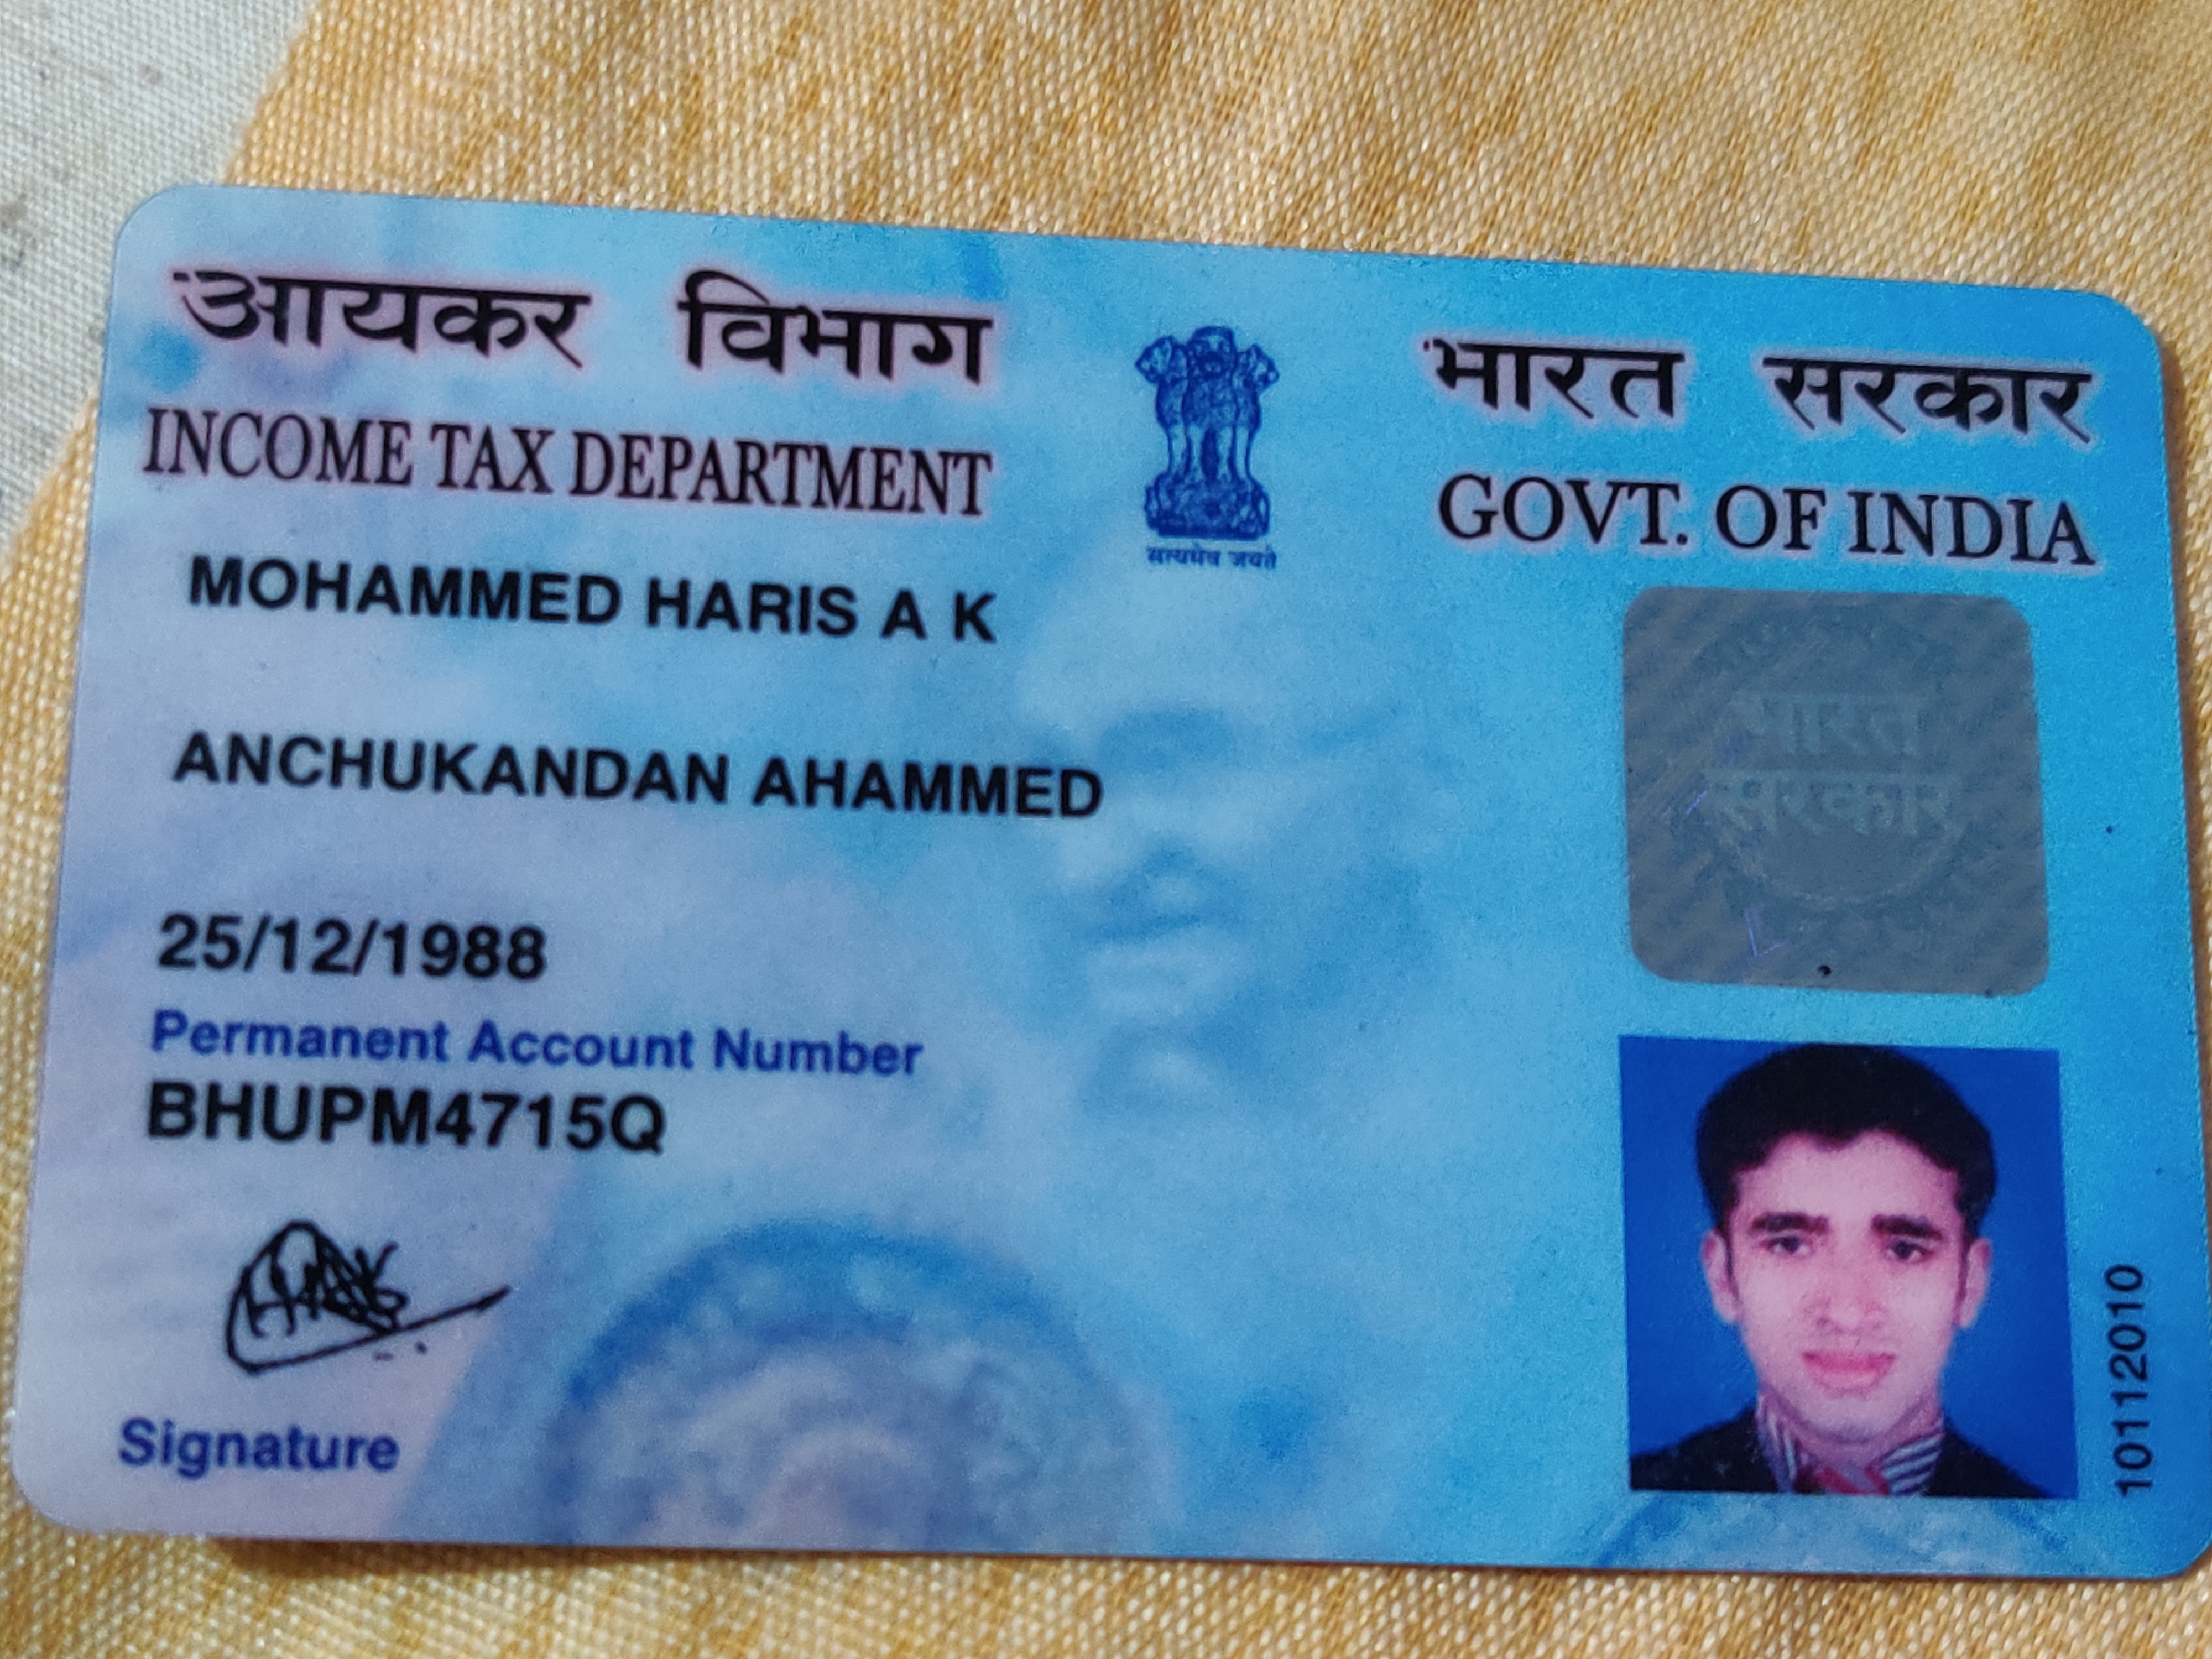 आयकर विभाग
INCOME TAX DEPARTMENT
भारत सरकार
GOVT. OF INDIA
सत्यमेव जयते
MOHAMMED HARIS A K
ANCHUKANDAN AHAMMED
25/12/1988
Permanent Account Number
BHUPM4715Q
Signature
भारत
सरकार
10112010